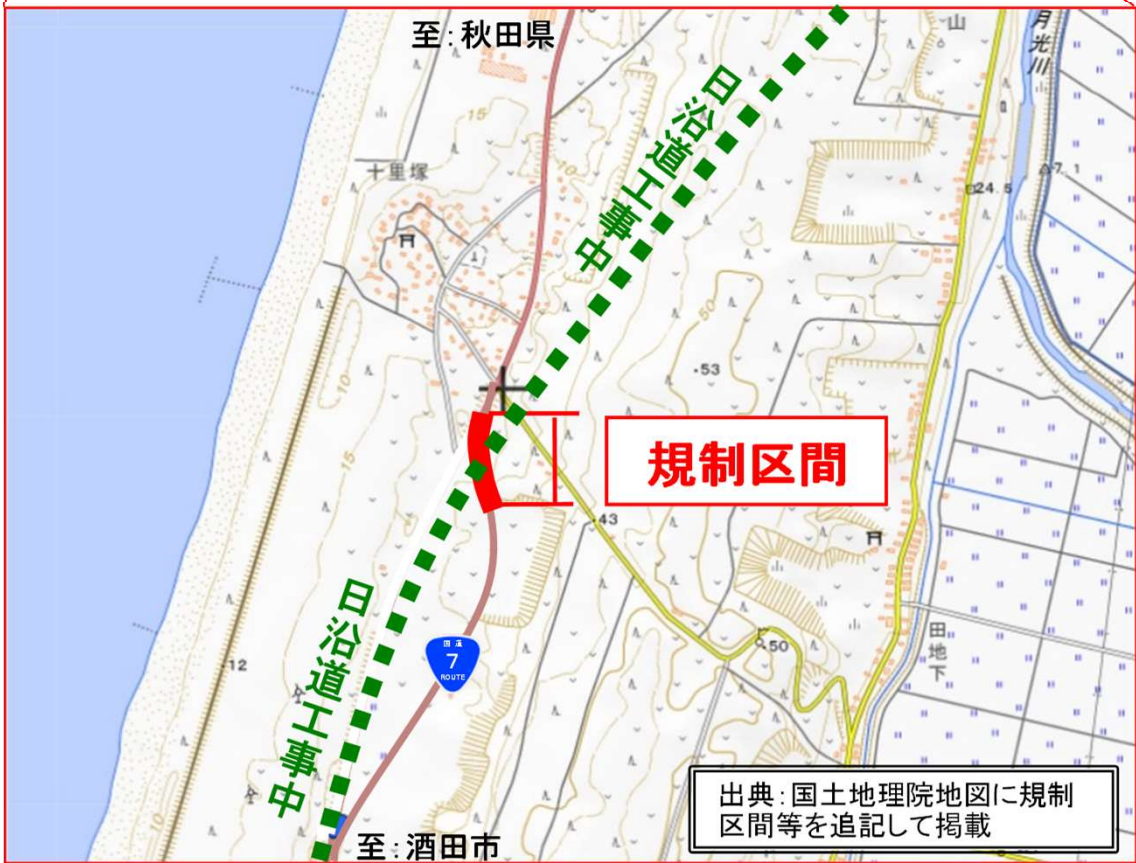 至:秋田県
山
月光川
日沿道工事中
15
10
十里塚
7.1
24.5
50
53
10
15
規制区間
43
日沿道工事中
国道
7
ROUTE
50
田地下
12
10
出典:国土地理院地図に規制
区間等を追記して掲載
至:酒田市